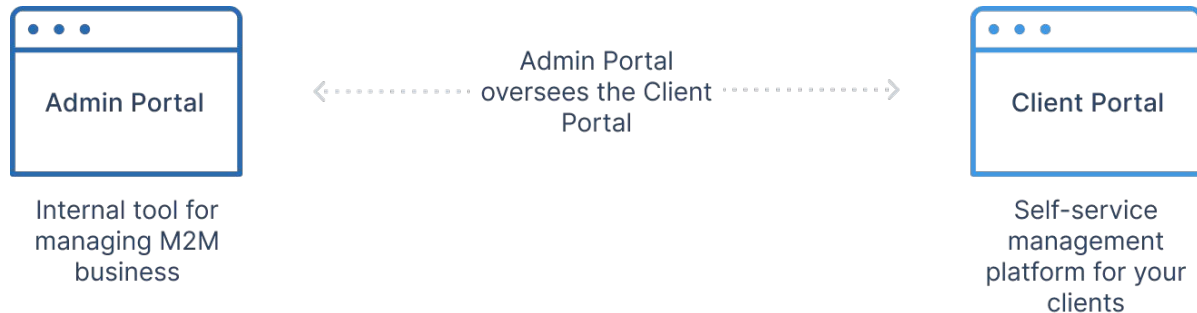 Admin Portal
Internal tool for
managing M2M
business
Admin Portal
oversees the Client
Portal
Client Portal
Self-service
management
platform for your
clients